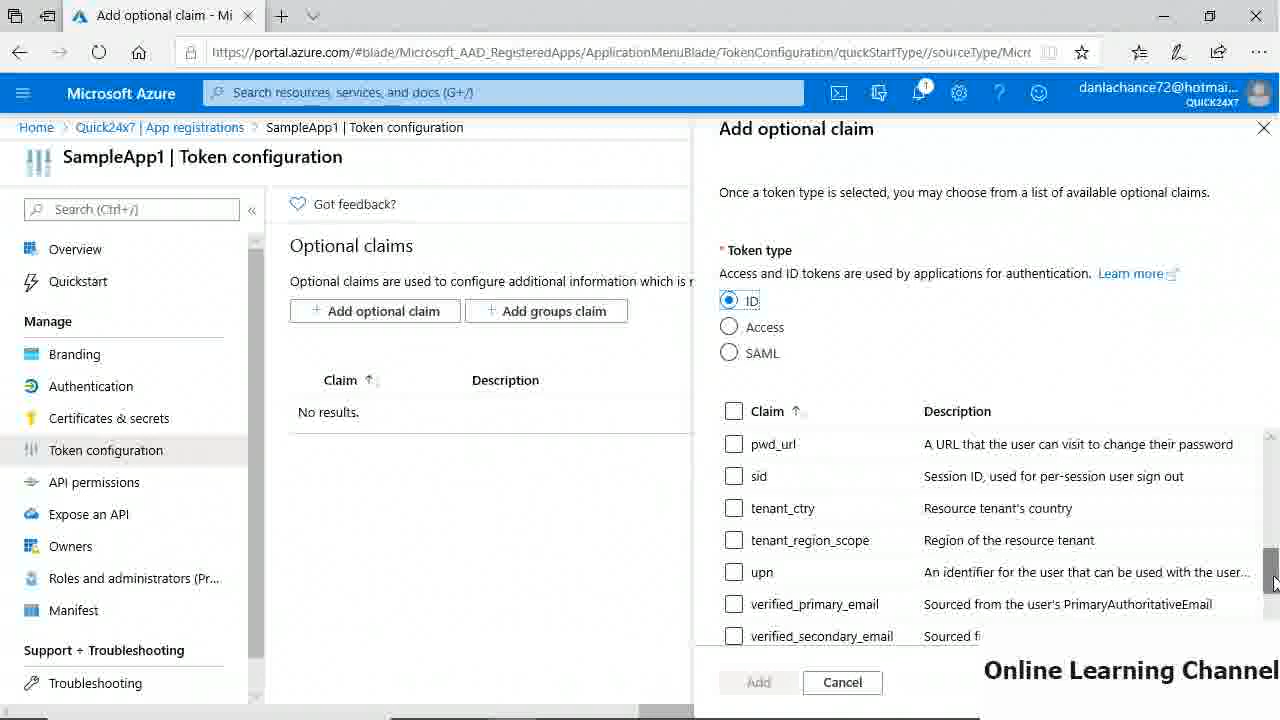 Add optional claim - Mi
https://portal.azure.com/#blade/Microsoft_AAD_RegisteredApps/ApplicationMenuBlade/TokenConfiguration/quickStartType//sourceType/Micr
Microsoft Azure
Search resources, services, and docs (G+/)
1
danlachance72@hotmai...
QUICK24X7
Home > Quick24x7 | App registrations > SampleApp1 | Token configuration
SampleApp1 | Token configuration
Search (Ctrl+/)
«
Overview
Quickstart
Manage
Branding
Authentication
Certificates & secrets
Token configuration
API permissions
Expose an API
Owners
Roles and administrators (Pr...
Manifest
Support + Troubleshooting
Troubleshooting
Got feedback?
Optional claims
Optional claims are used to configure additional information which is r
+ Add optional claim
+ Add groups claim
Claim ↑ Description
No results.
Add optional claim
Once a token type is selected, you may choose from a list of available optional claims.
* Token type
Access and ID tokens are used by applications for authentication. Learn more
ID
Access
SAML
Claim ↑ Description
pwd_url A URL that the user can visit to change their password
sid Session ID, used for per-session user sign out
tenant_ctry Resource tenant's country
tenant_region_scope Region of the resource tenant
upn An identifier for the user that can be used with the user...
verified_primary_email Sourced from the user's PrimaryAuthoritativeEmail
verified_secondary_email Sourced f
Add
Cancel
Online Learning Channel